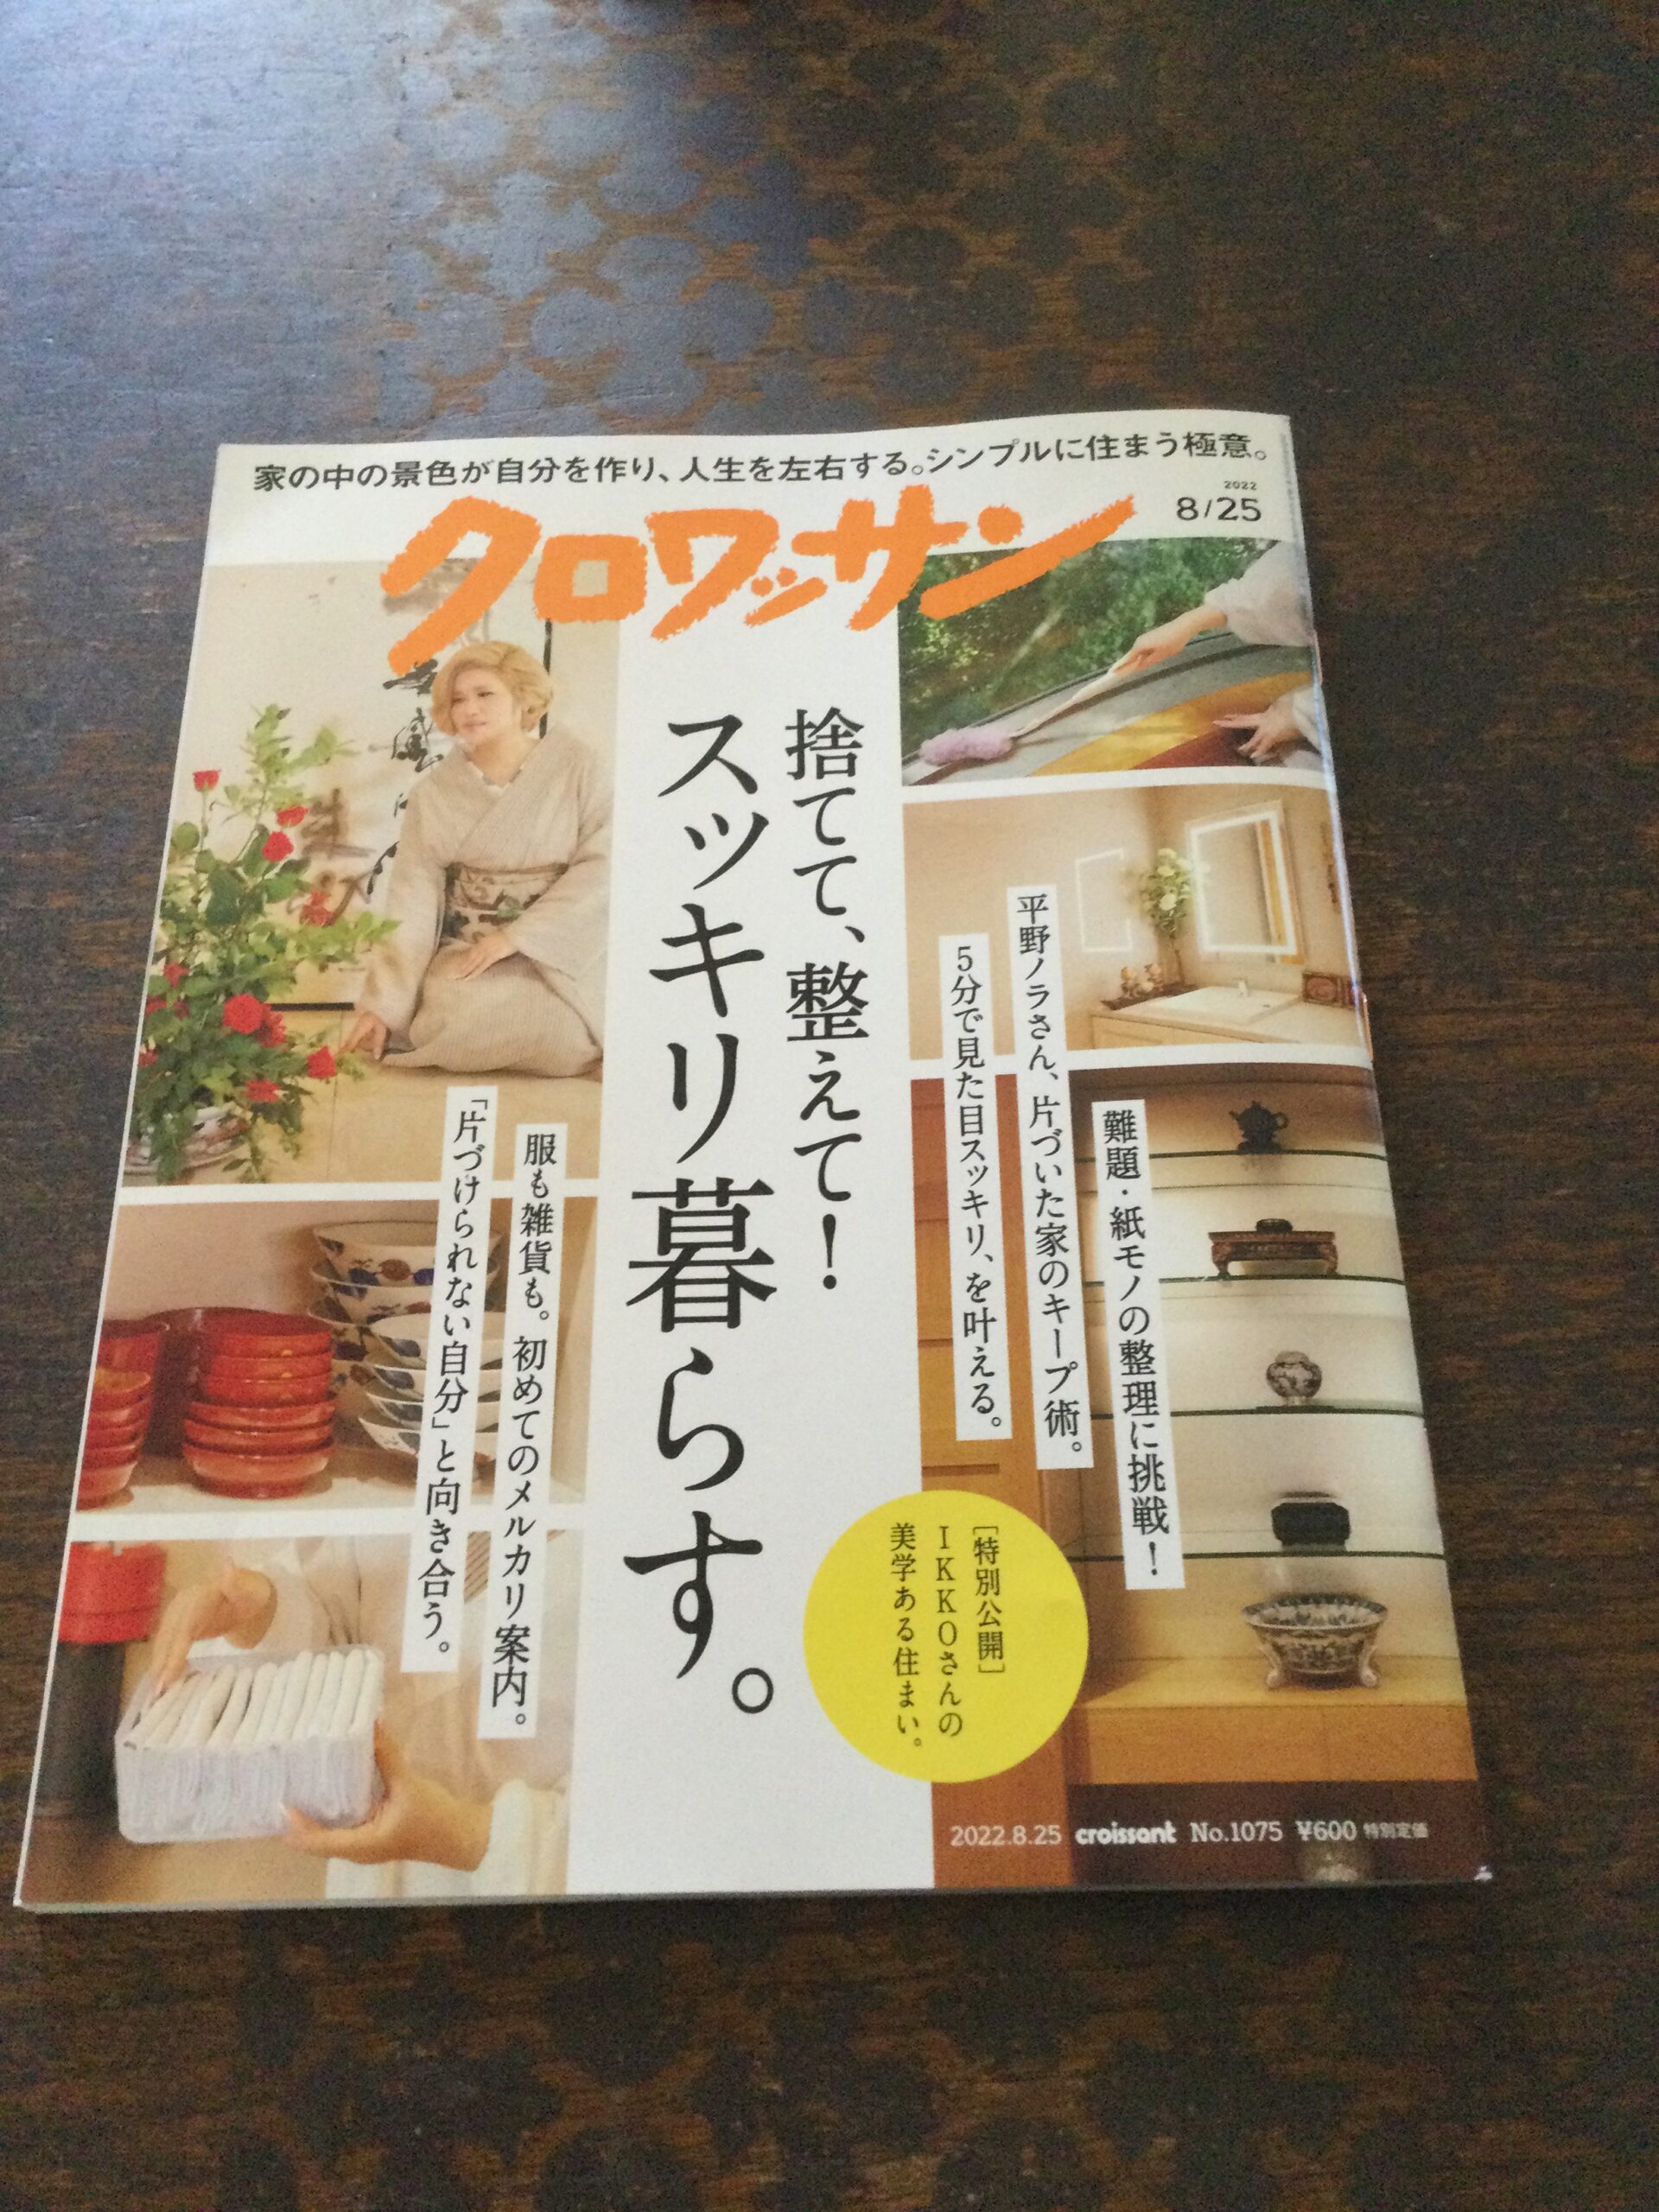 家の中の景色が自分を作り、人生を左右する。シンプルに住まう極意。
クロワッサン
2022
8/25
捨てて、整えて!
スッキリ暮らす。
難題・紙モノの整理に挑戦!
平野ノラさん、片づいた家のキープ術。
5分で見た目スッキリ、を叶える。
服も雑貨も。初めてのメルカリ案内。
「片づけられない自分」と向き合う。
[特別公開]
IKKOさんの
美学ある住まい。
2022.8.25 croissant No.1075 ¥600 特別定価